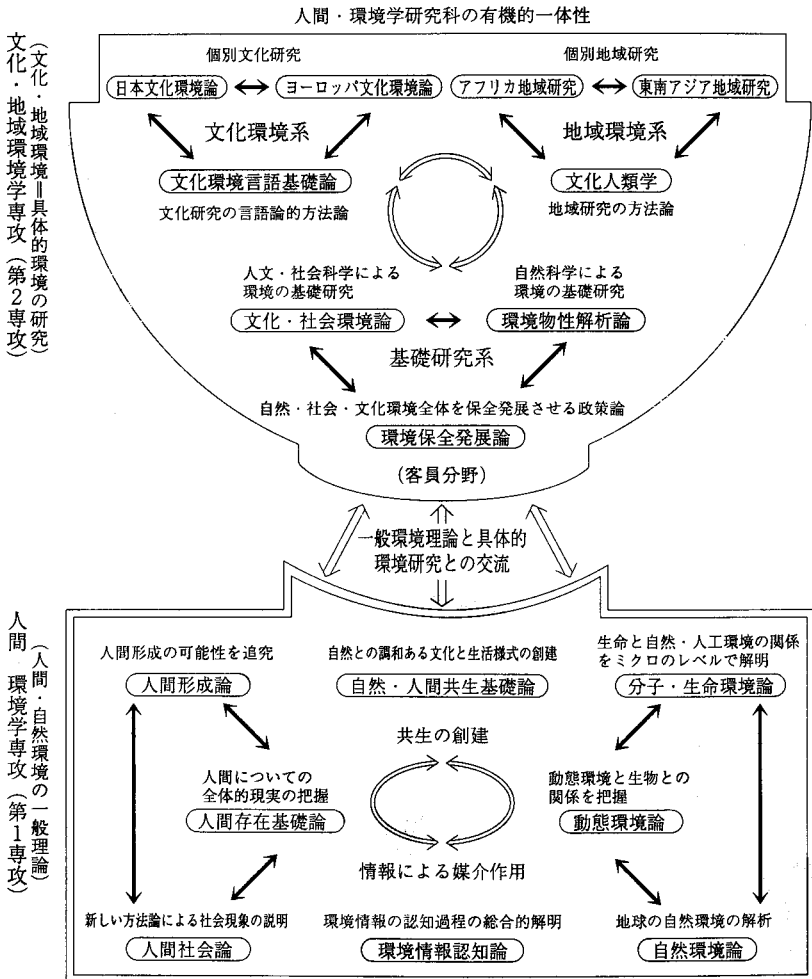 人間・環境学研究科の有機的一体性
文化・地域環境学専攻（第2専攻）
（文化・地域環境＝具体的環境の研究）
個別文化研究
個別地域研究
日本文化環境論
ヨーロッパ文化環境論
アフリカ地域研究
東南アジア地域研究
文化環境系
地域環境系
文化環境言語基礎論
文化人類学
文化研究の言語論的方法論
地域研究の方法論
人文・社会科学による
環境の基礎研究
自然科学による
環境の基礎研究
文化・社会環境論
環境物性解析論
基礎研究系
自然・社会・文化環境全体を保全発展させる政策論
環境保全発展論
（客員分野）
一般環境理論と具体的
環境研究との交流
人間・環境学専攻（第1専攻）
（人間・自然環境の一般理論）
人間形成の可能性を追究
人間形成論
自然との調和ある文化と生活様式の創建
自然・人間共生基礎論
生命と自然・人工環境の関係
をミクロのレベルで解明
分子・生命環境論
共生の創建
人間についての
全体的現実の把握
人間存在基礎論
動態環境と生物との
関係を把握
動態環境論
情報による媒介作用
新しい方法論による社会現象の説明
人間社会論
環境情報の認知過程の総合的解明
環境情報認知論
地球の自然環境の解析
自然環境論